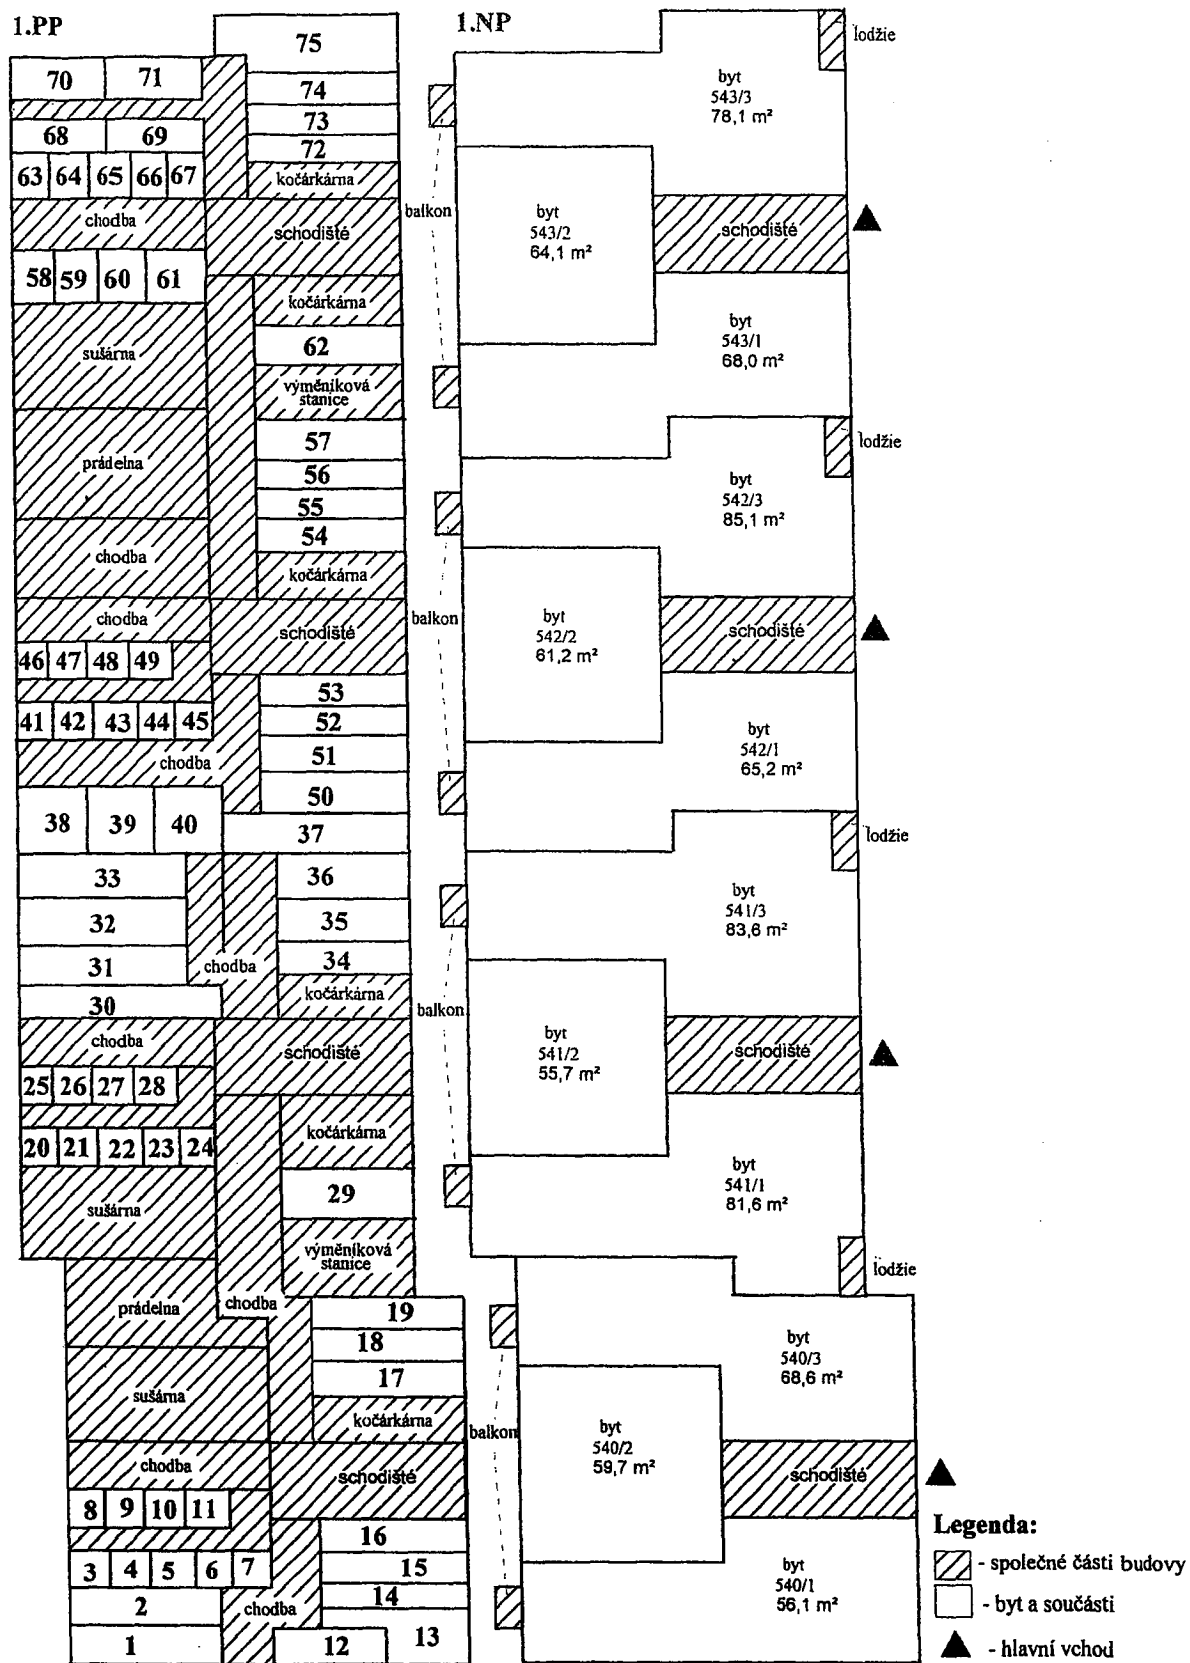 1.PP
75
70 71
74
73
68 69
72
63 64 65 66 67
kočárkárna
chodba
schodiště
58 59 60 61
kočárkárna
sušárna
62
výměníková
stanice
57
prádelna
56
55
54
chodba
kočárkárna
chodba
schodiště
46 47 48 49
53
41 42 43 44 45
52
chodba
51
50
38 39 40
37
33
36
32
35
31
chodba
34
30
kočárkárna
chodba
schodiště
25 26 27 28
20 21 22 23 24
kočárkárna
29
sušárna
výměníková
stanice
prádelna
chodba
19
18
17
sušárna
kočárkárna
chodba
schodiště
8 9 10 11
16
3 4 5 6 7
15
14
2
chodba
1
12
13
1.NP
lodžie
byt
543/3
78,1 m²
balkon
byt
543/2
64,1 m²
schodiště
byt
543/1
68,0 m²
lodžie
byt
542/3
85,1 m²
balkon
byt
542/2
61,2 m²
schodiště
byt
542/1
65,2 m²
lodžie
byt
541/3
83,6 m²
balkon
byt
541/2
55,7 m²
schodiště
byt
541/1
81,6 m²
lodžie
byt
540/3
68,6 m²
balkon
byt
540/2
59,7 m²
schodiště
byt
540/1
56,1 m²
Legenda:
- společné části budovy
- byt a součásti
- hlavní vchod